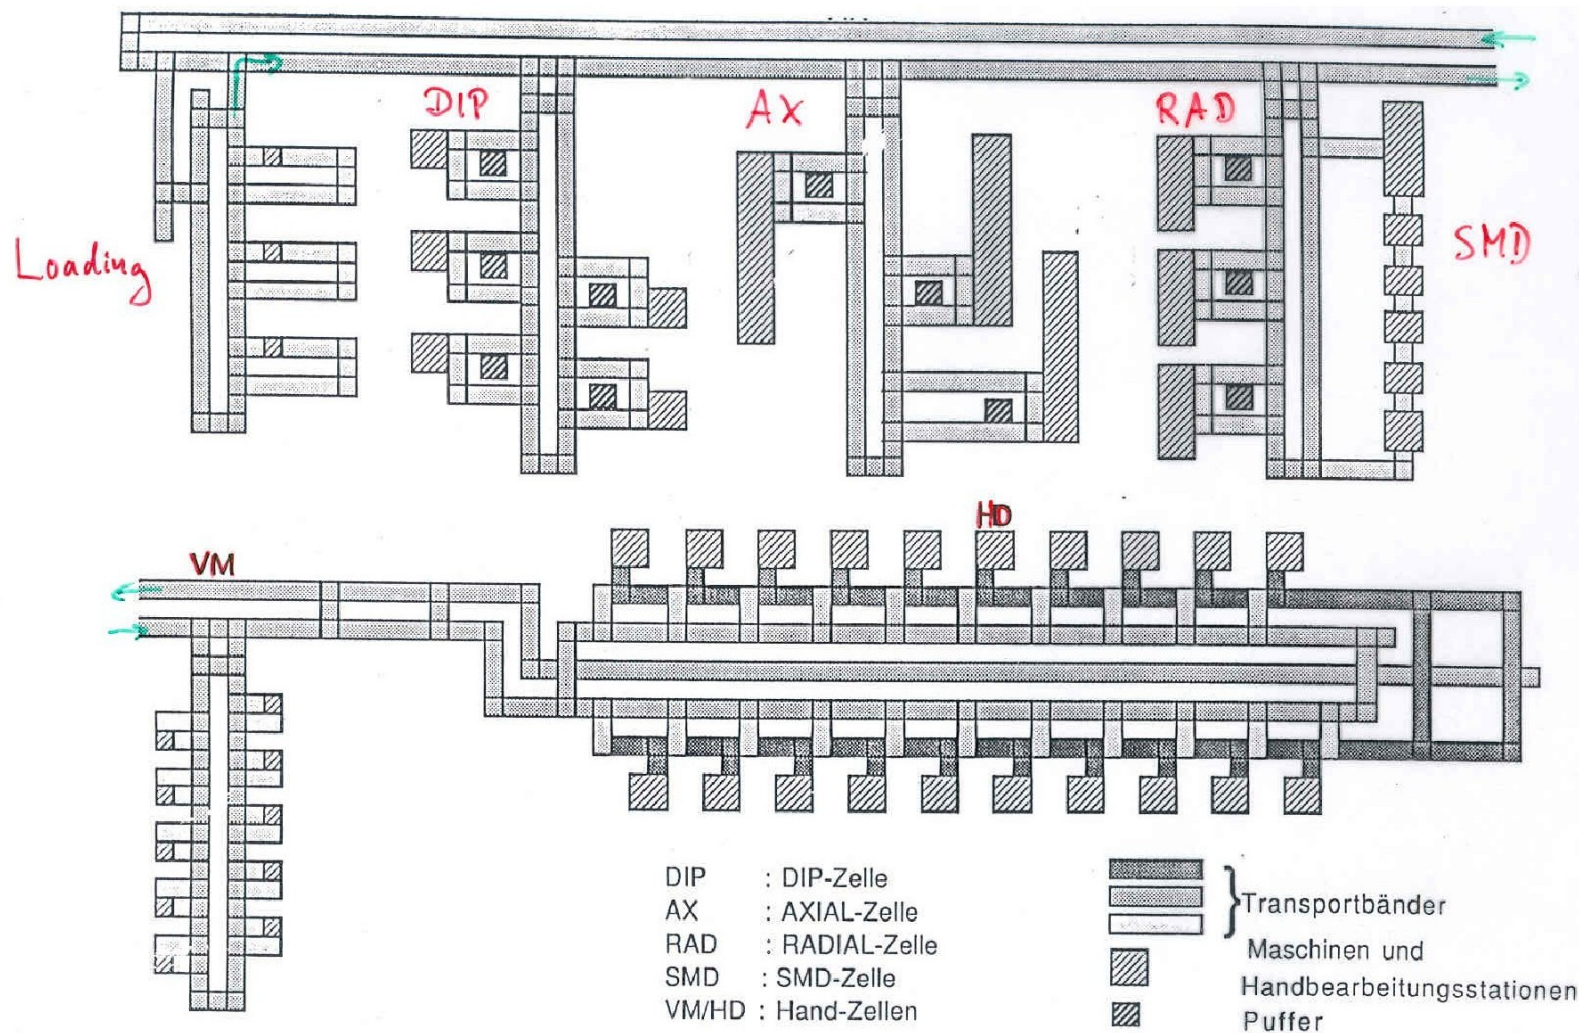 DIP
AX
RAD
Loading
SMD
HD
VM
DIP : DIP-Zelle
AX : AXIAL-Zelle
RAD : RADIAL-Zelle
SMD : SMD-Zelle
VM/HD : Hand-Zellen
Transportbänder
Maschinen und
Handbearbeitungsstationen
Puffer